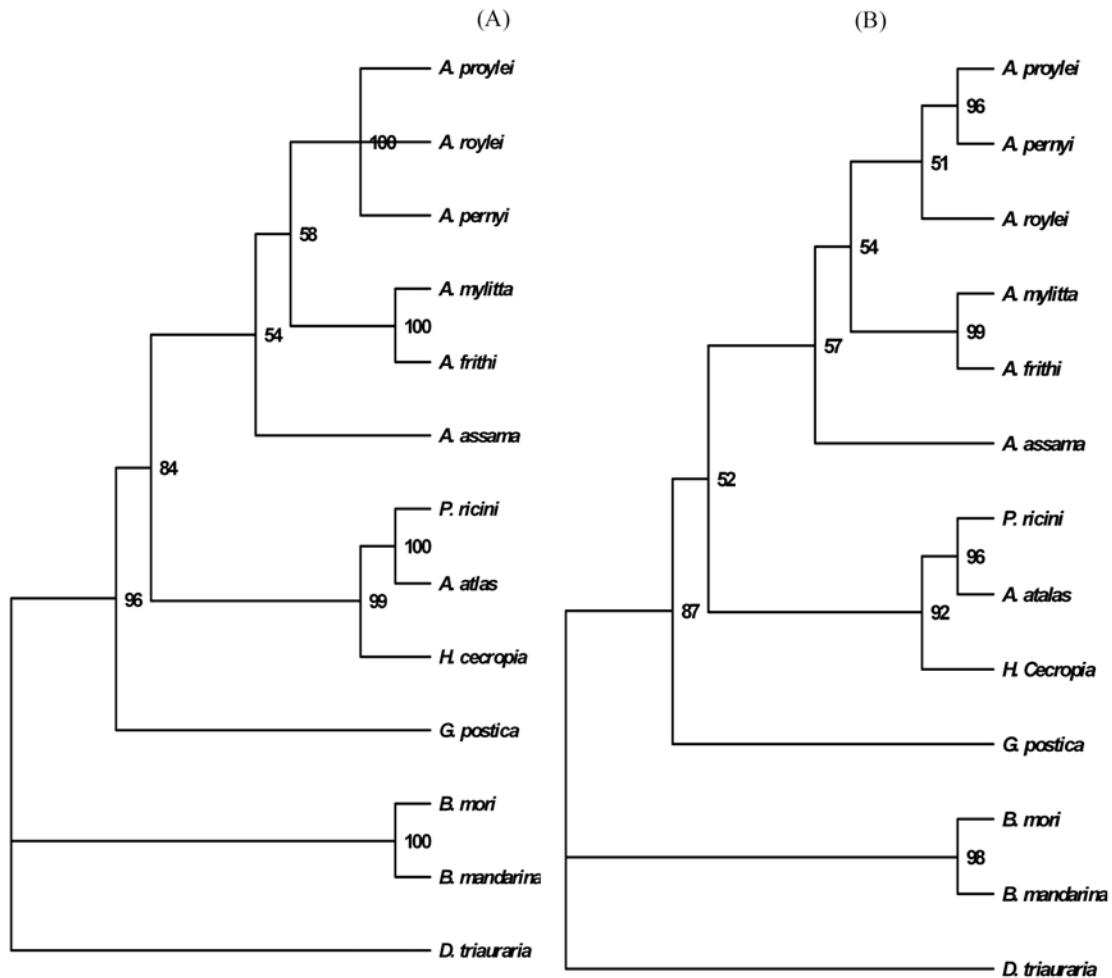 (A)
A. proylei
100
A. roylei
A. pernyi
58
A. mylitta
100
A. frithi
54
A. assama
84
P. ricini
100
A. atlas
99
96
H. cecropia
G. postica
B. mori
100
B. mandarina
D. triauraria
(B)
A. proylei
96
A. pernyi
51
A. roylei
54
A. mylitta
99
A. frithi
57
A. assama
52
P. ricini
96
A. atalas
92
87
H. Cecropia
G. postica
B. mori
98
B. mandarina
D. triauraria